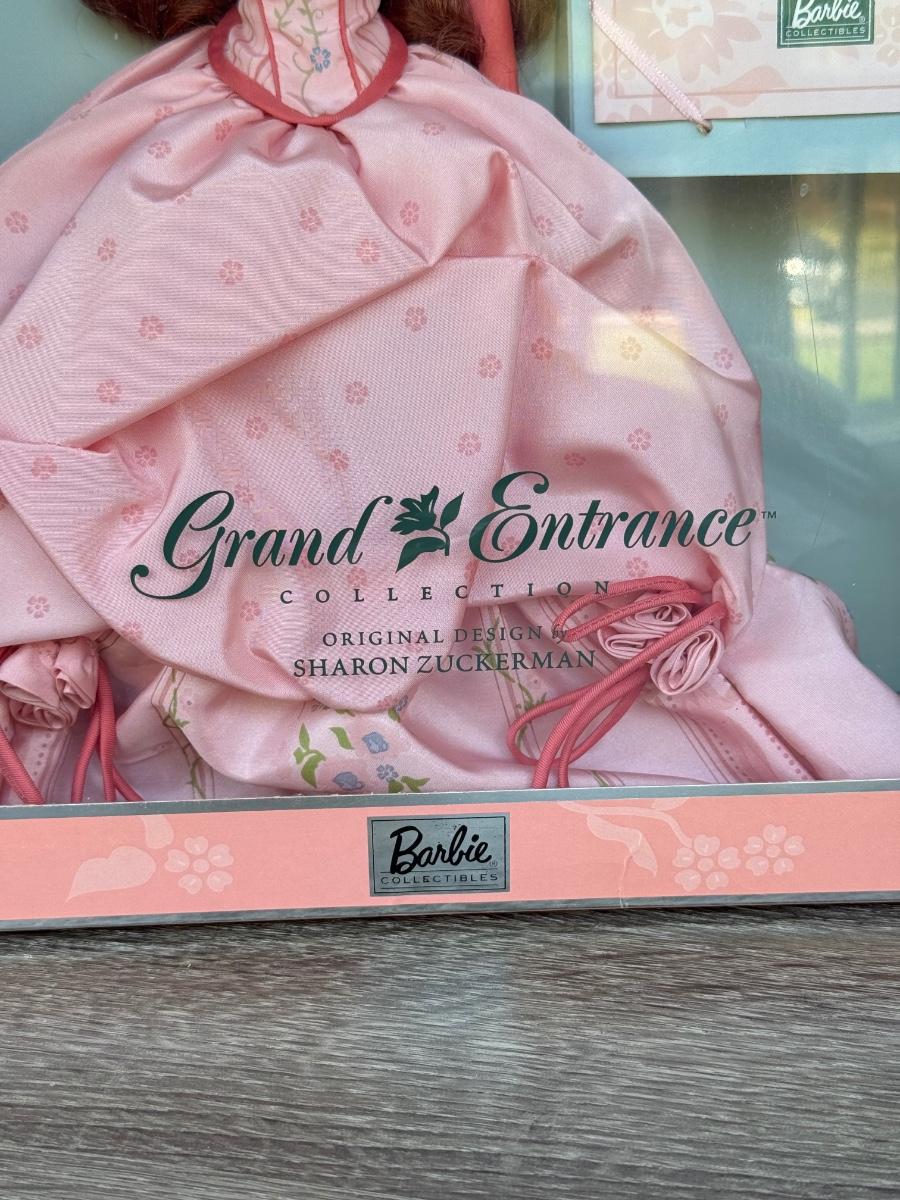 Barbie
COLLECTIBLES
Grand Entrance™
COLLECTION
ORIGINAL DESIGN by
SHARON ZUCKERMAN
Barbie®
COLLECTIBLES